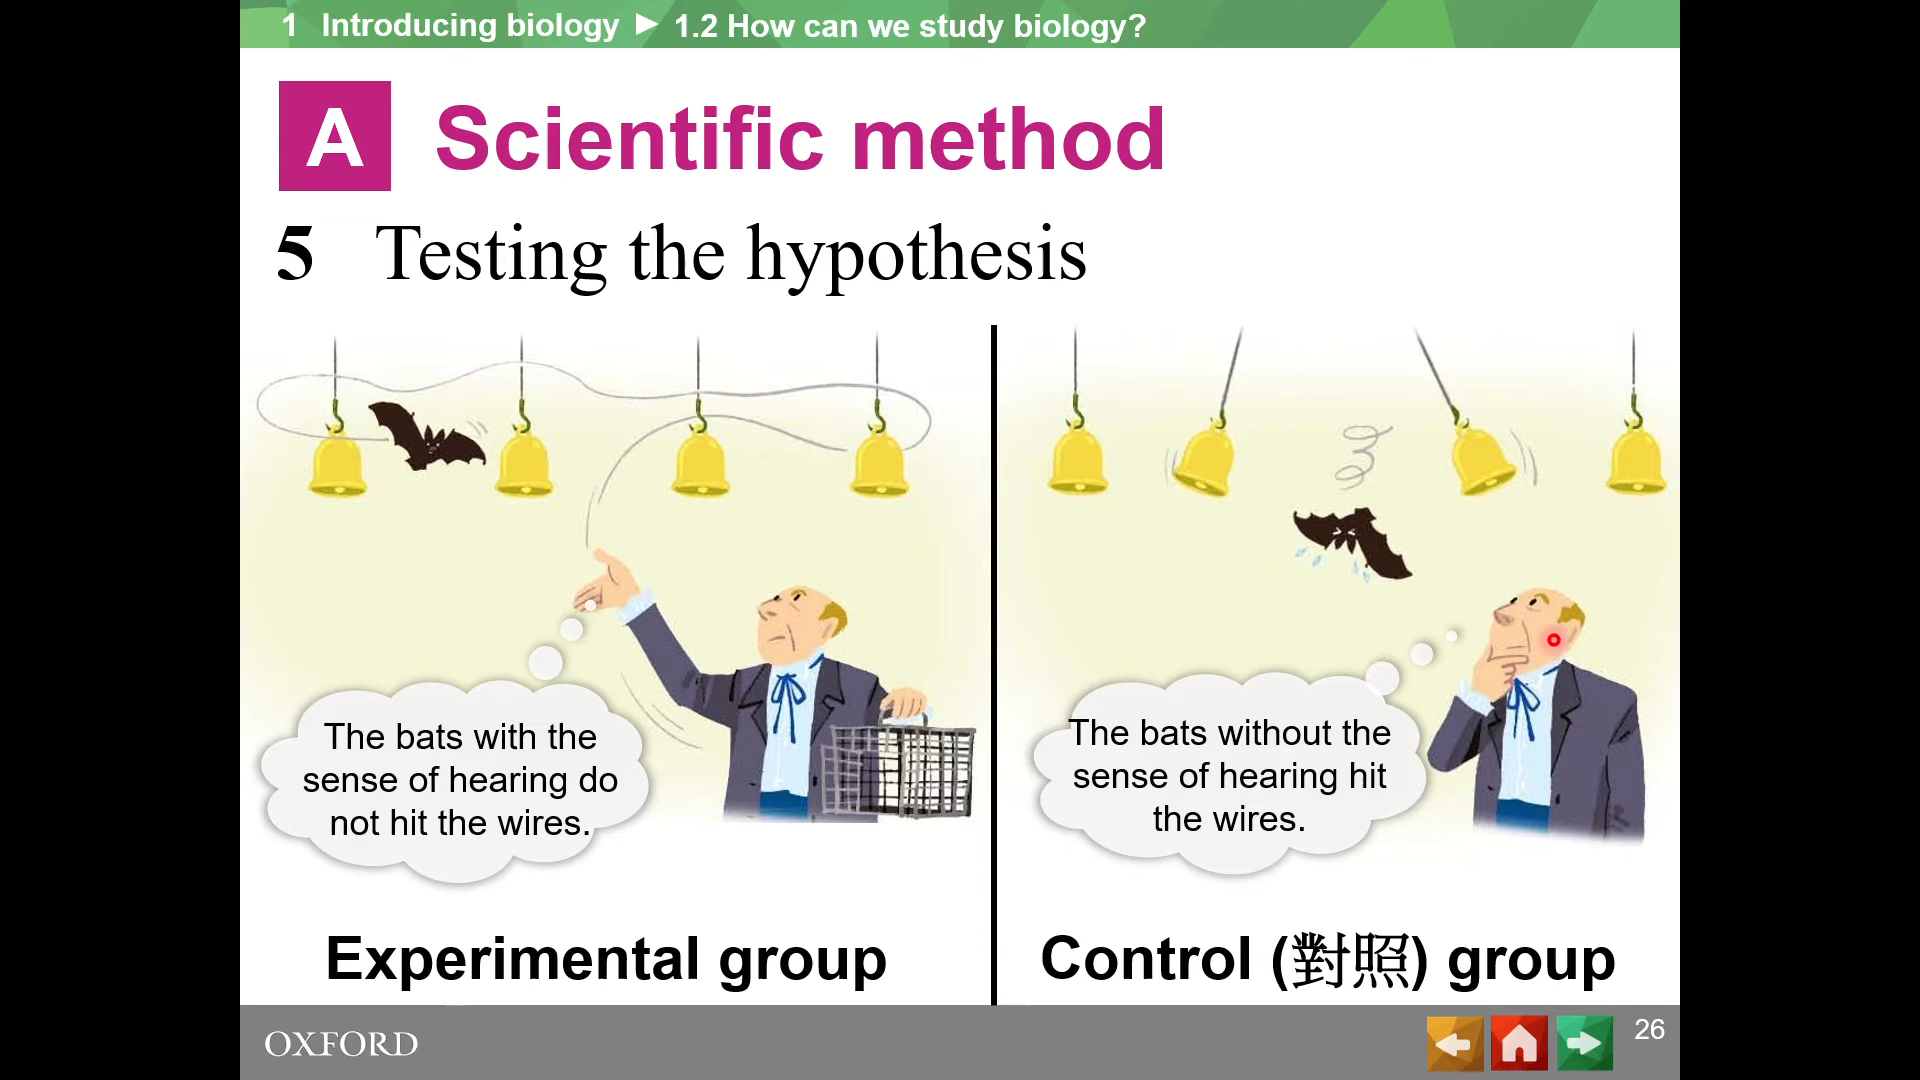 1 Introducing biology ► 1.2 How can we study biology?
A Scientific method
5 Testing the hypothesis
The bats with the
sense of hearing do
not hit the wires.
The bats without the
sense of hearing hit
the wires.
Experimental group
Control (對照) group
OXFORD
26